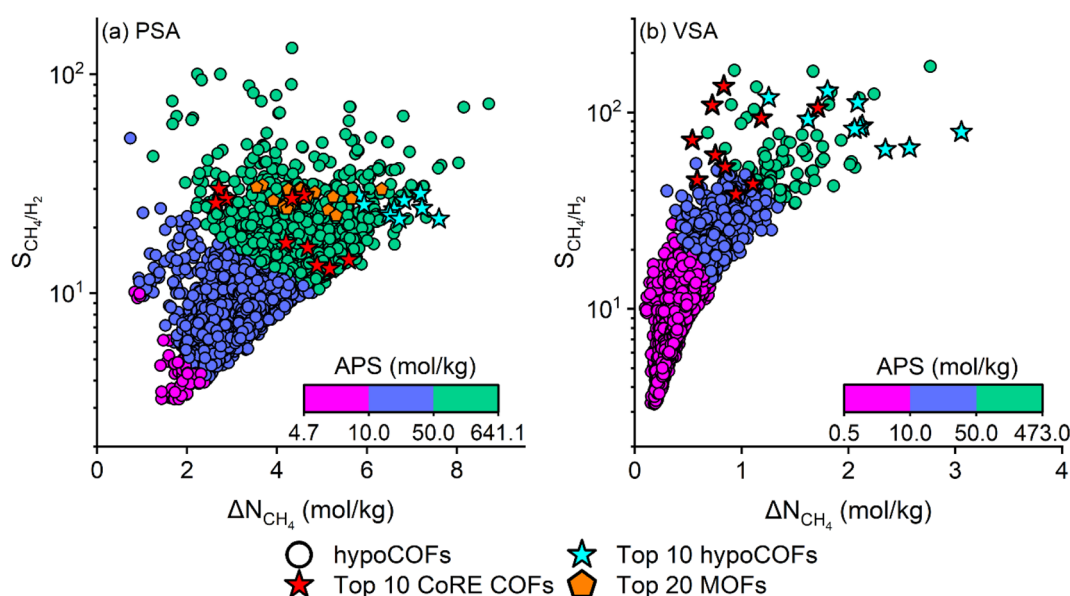 (a) PSA
(b) VSA
10²
10¹
S_CH₄/H₂
0 2 4 6 8
ΔN_CH₄ (mol/kg)
APS (mol/kg)
4.7 10.0 50.0 641.1
10²
10¹
S_CH₄/H₂
0 1 2 3 4
ΔN_CH₄ (mol/kg)
APS (mol/kg)
0.5 10.0 50.0 473.0
hypoCOFs
Top 10 hypoCOFs
Top 10 CoRE COFs
Top 20 MOFs